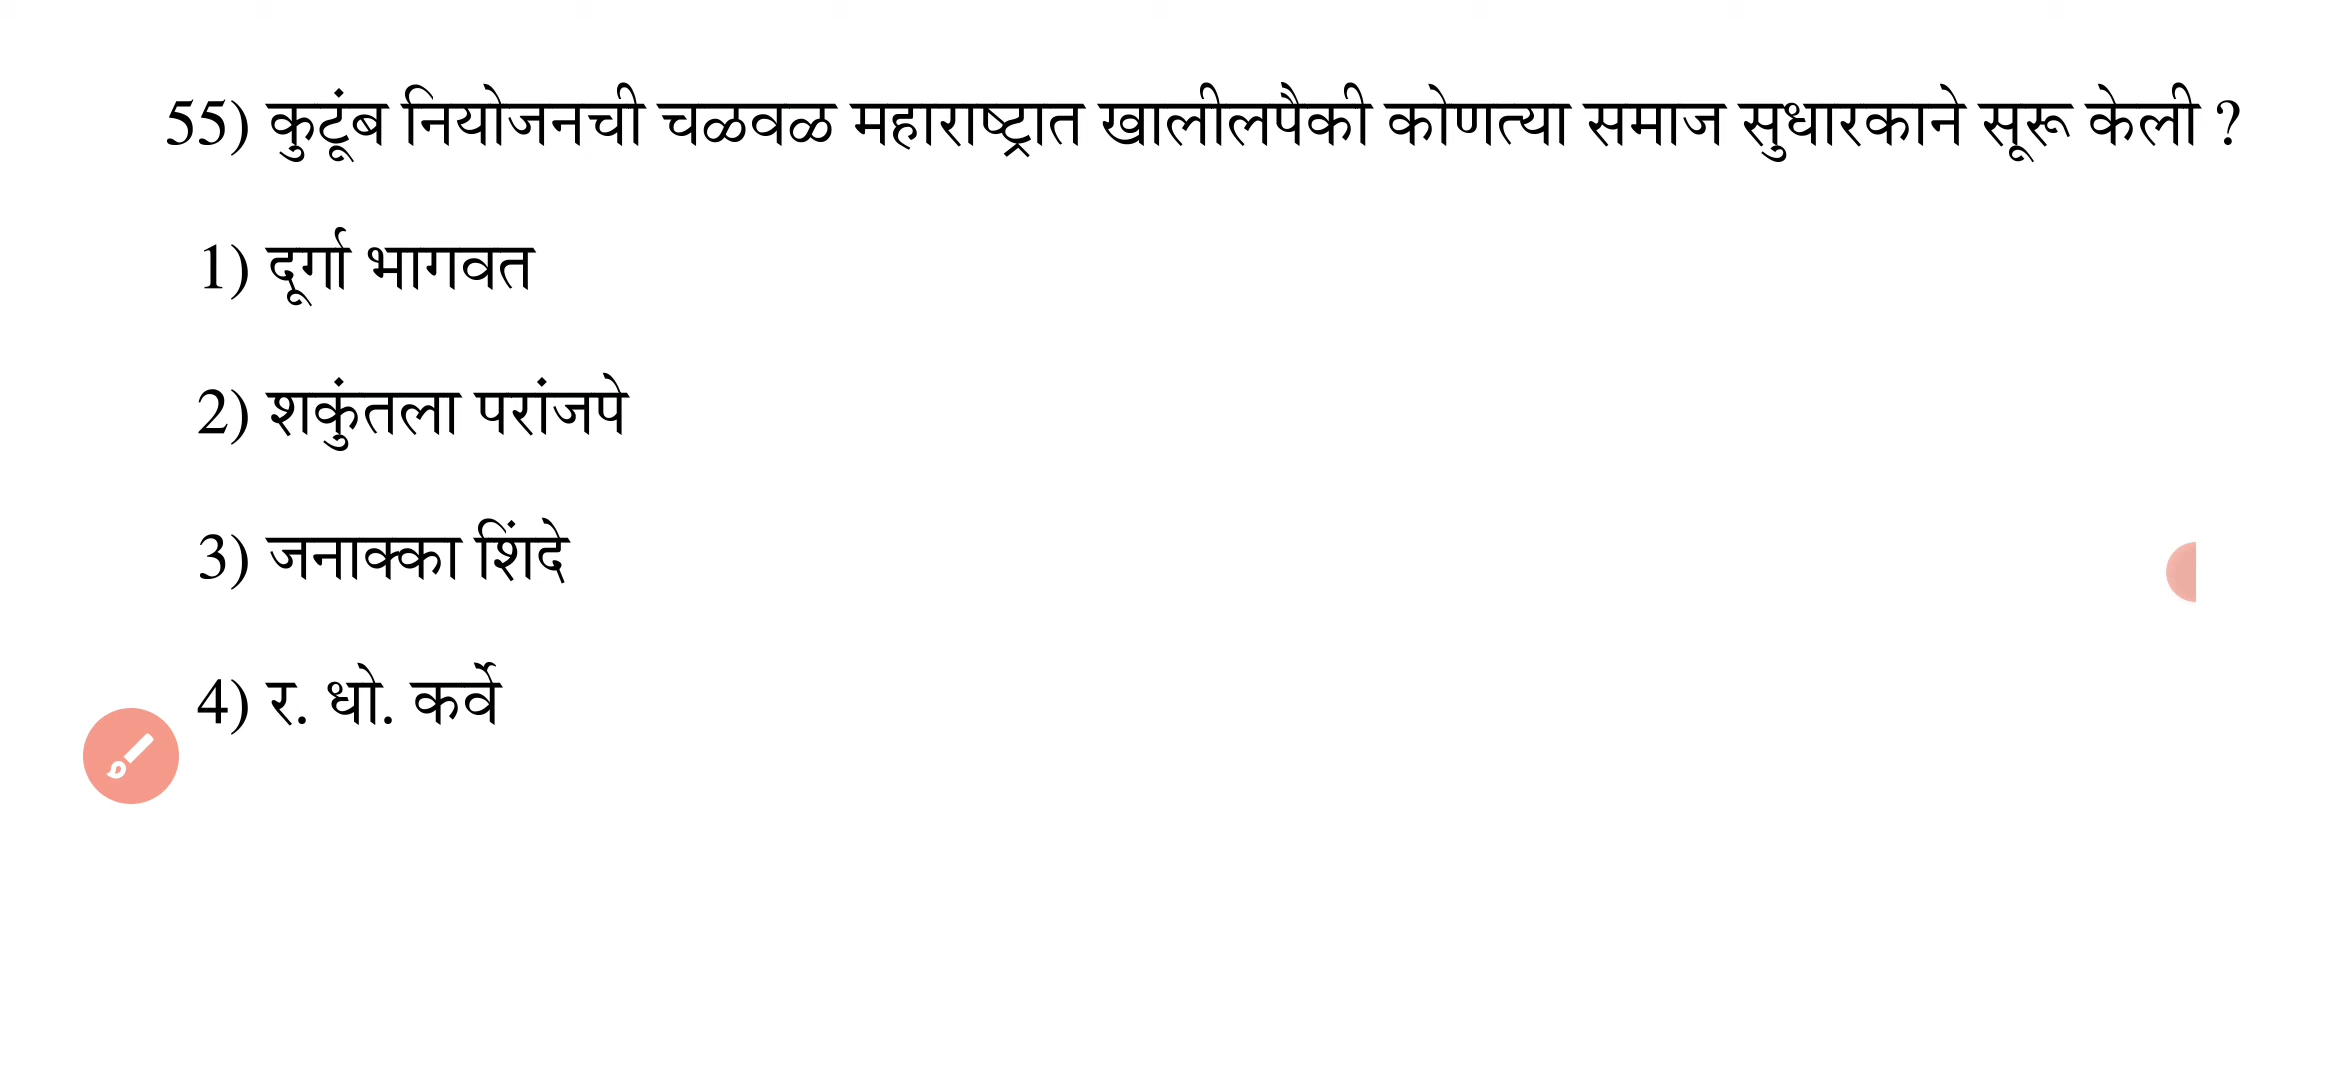 55) कुटूंब नियोजनची चळवळ महाराष्ट्रात खालीलपैकी कोणत्या समाज सुधारकाने सूरू केली ?
1) दूर्गा भागवत
2) शकुंतला परांजपे
3) जनाक्का शिंदे
4) र. धो. कर्वे